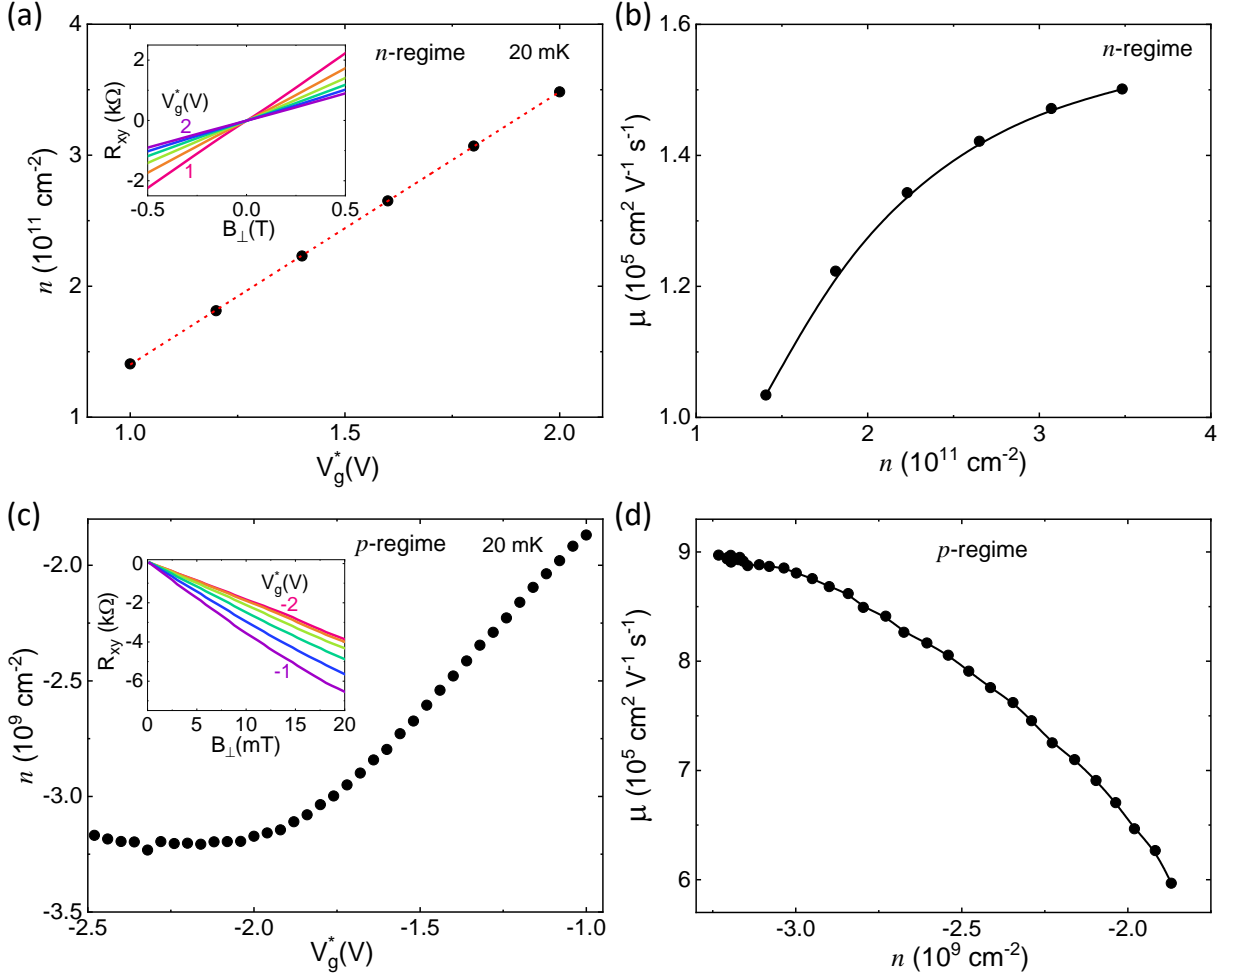 (a)
4
3
2
1
n (10^11 cm^-2)
1.0 1.5 2.0
V_g^*(V)
n-regime 20 mK
2
0
-2
R_xy (kΩ)
V_g^*(V)
2
1
-0.5 0.0 0.5
B_⊥(T)
(b)
1.6
1.4
1.2
1.0
μ (10^5 cm^2 V^-1 s^-1)
n-regime
1 2 3 4
n (10^11 cm^-2)
(c)
-2.0
-2.5
-3.0
-3.5
n (10^9 cm^-2)
p-regime 20 mK
0
-2
-4
-6
R_xy (kΩ)
V_g^*(V)
-2
-1
0 5 10 15 20
B_⊥(mT)
-2.5 -2.0 -1.5 -1.0
V_g^*(V)
(d)
9
8
7
6
μ (10^5 cm^2 V^-1 s^-1)
p-regime
-3.0 -2.5 -2.0
n (10^9 cm^-2)